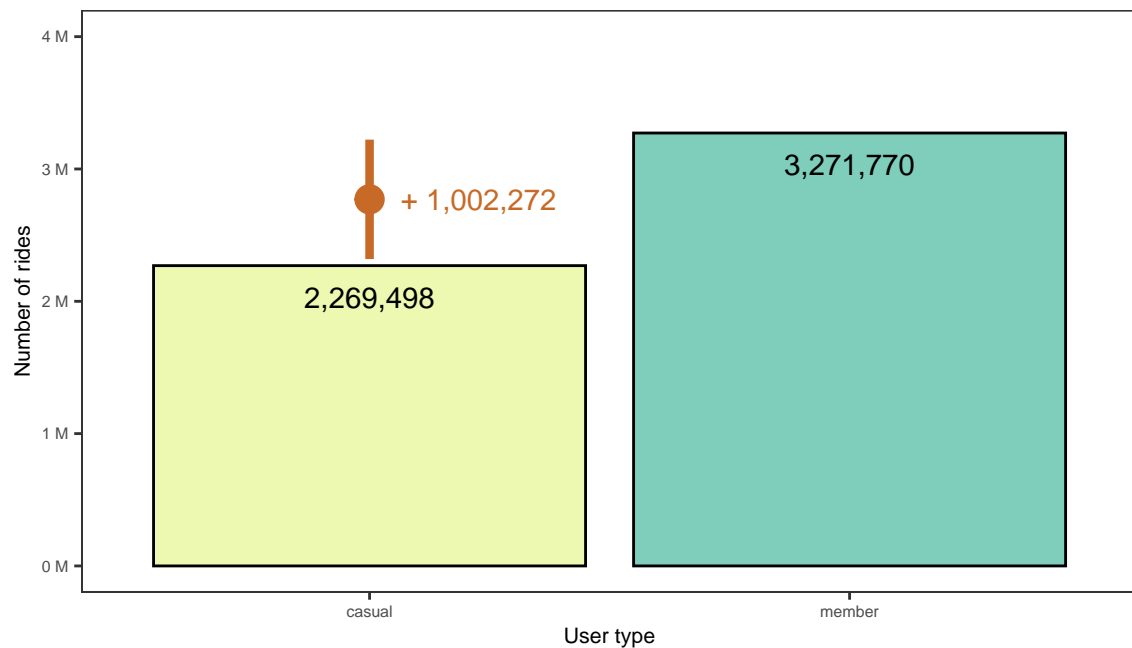 4 M
3 M
2 M
1 M
0 M
Number of rides
+ 1,002,272
2,269,498
3,271,770
casual
member
User type